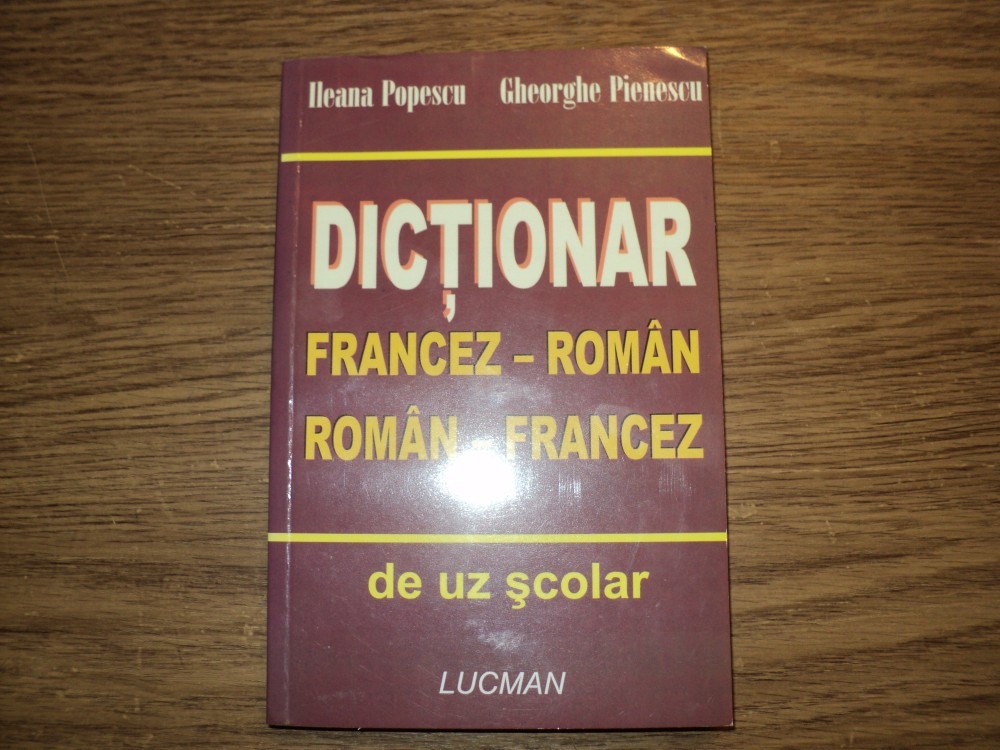 Ileana Popescu Gheorghe Pienescu
DICȚIONAR
FRANCEZ – ROMÂN
ROMÂN - FRANCEZ
de uz şcolar
LUCMAN